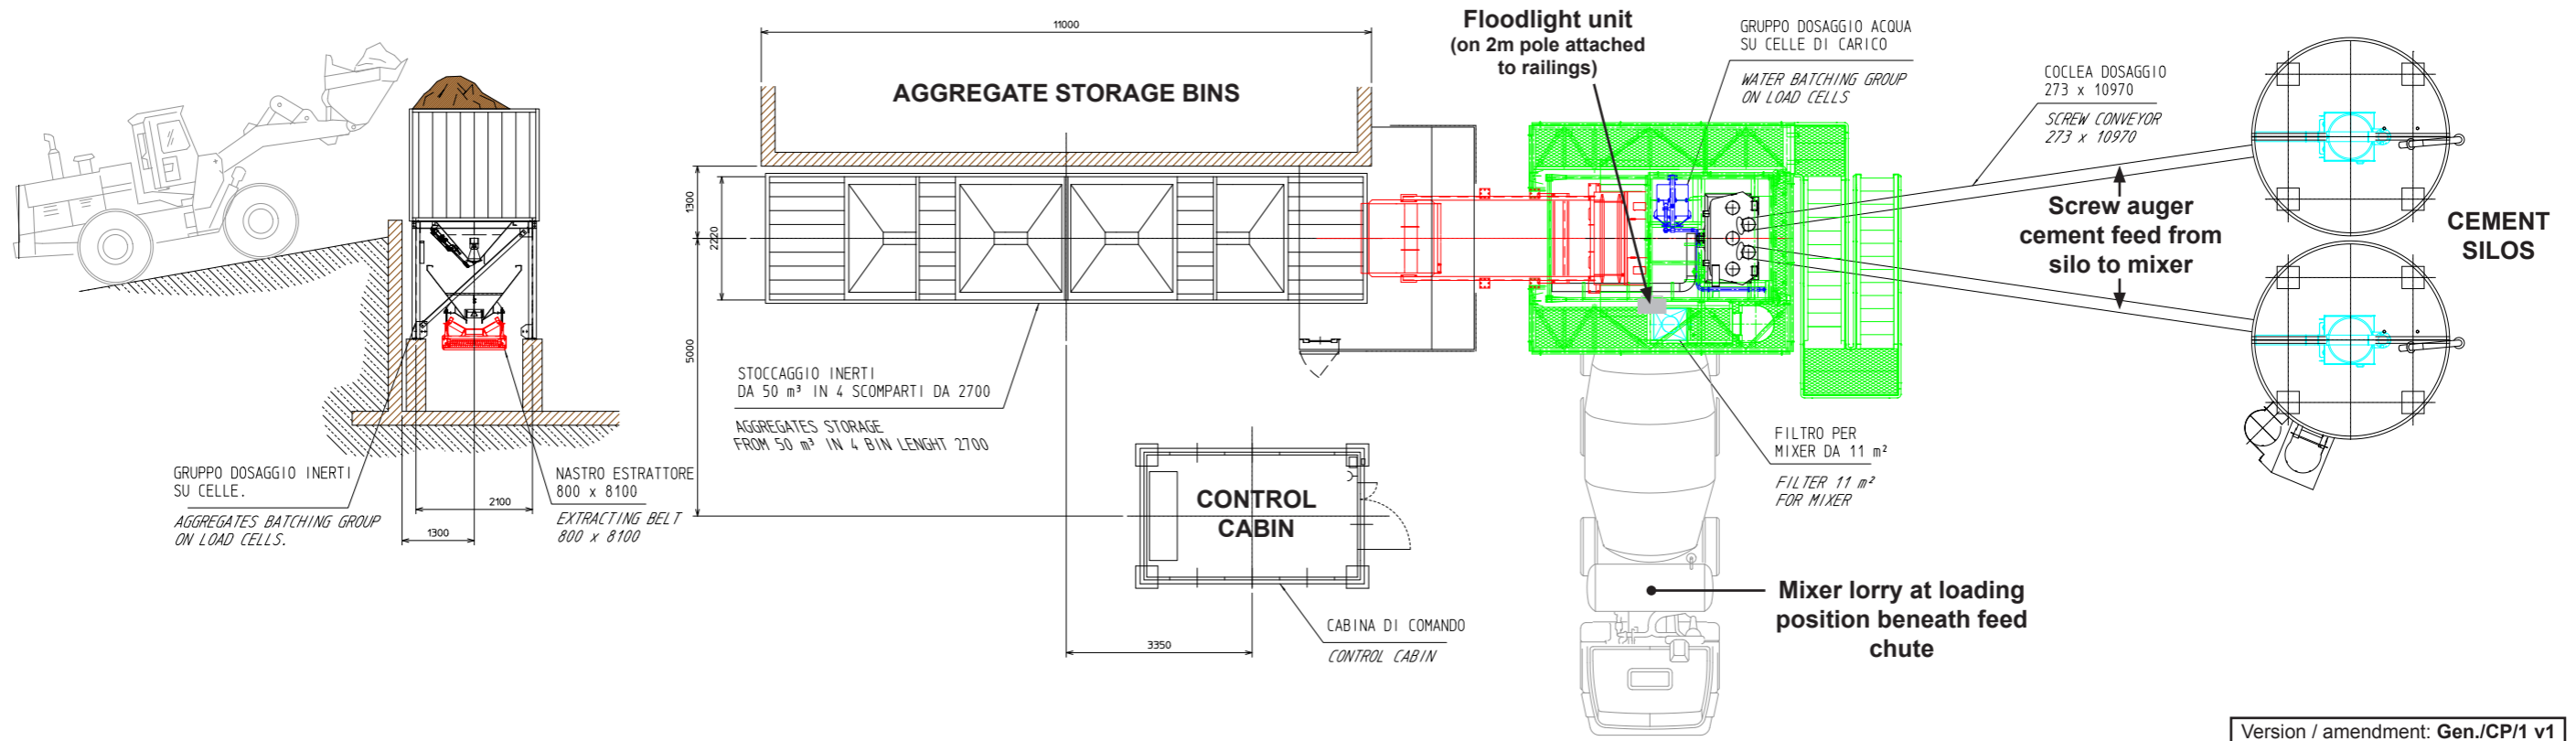 11000
AGGREGATE STORAGE BINS
1300
2220
5000
STOCCAGGIO INERTI
DA 50 m³ IN 4 SCOMPARTI DA 2700
AGGREGATES STORAGE
FROM 50 m³ IN 4 BIN LENGHT 2700
GRUPPO DOSAGGIO INERTI
SU CELLE.
AGGREGATES BATCHING GROUP
ON LOAD CELLS.
2100
1300
NASTRO ESTRATTORE
800 x 8100
EXTRACTING BELT
800 x 8100
CONTROL
CABIN
3350
CABINA DI COMANDO
CONTROL CABIN
Floodlight unit
(on 2m pole attached
to railings)
GRUPPO DOSAGGIO ACQUA
SU CELLE DI CARICO
WATER BATCHING GROUP
ON LOAD CELLS
COCLEA DOSAGGIO
273 x 10970
SCREW CONVEYOR
273 x 10970
Screw auger
cement feed from
silo to mixer
CEMENT
SILOS
FILTRO PER
MIXER DA 11 m²
FILTER 11 m²
FOR MIXER
Mixer lorry at loading
position beneath feed
chute
Version / amendment: Gen./CP/1 v1